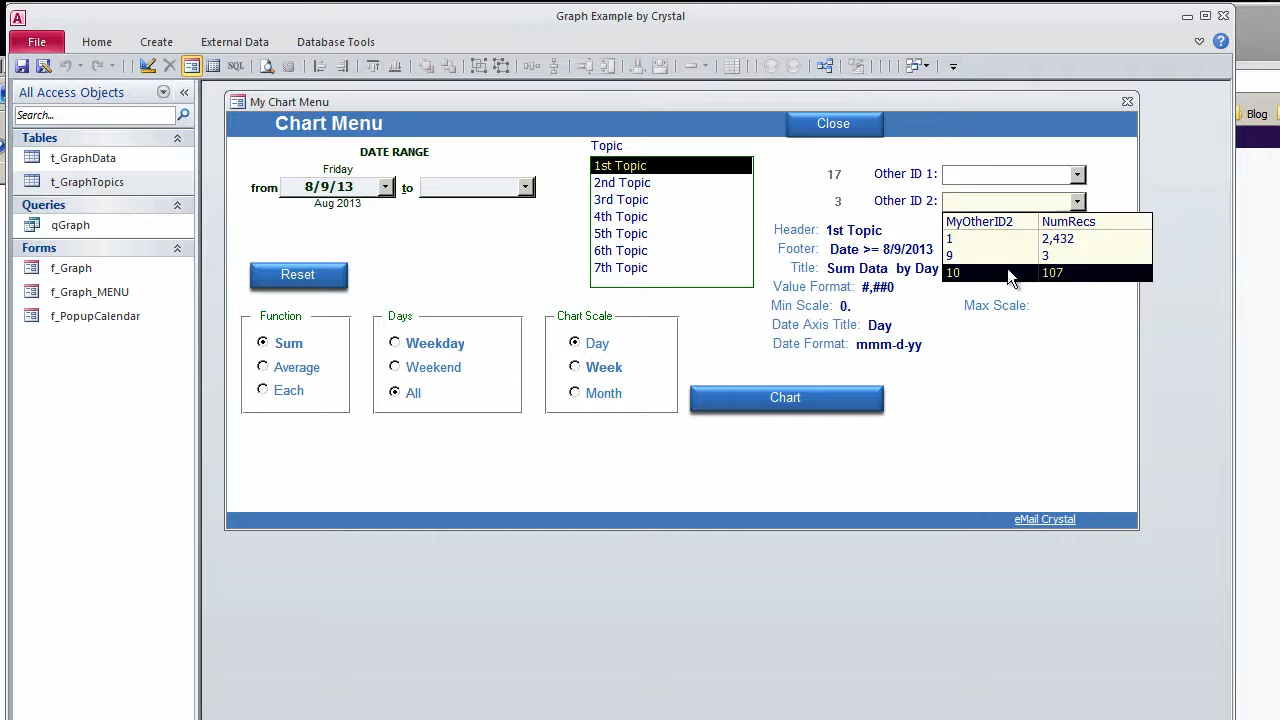 Graph Example by Crystal
File Home Create External Data Database Tools
SQL
All Access Objects
Search...
Tables
t_GraphData
t_GraphTopics
Queries
qGraph
Forms
f_Graph
f_Graph_MENU
f_PopupCalendar
Blog
My Chart Menu
Chart Menu
Close
DATE RANGE
Friday
from 8/9/13 to
Aug 2013
Reset
Topic
1st Topic
2nd Topic
3rd Topic
4th Topic
5th Topic
6th Topic
7th Topic
17 Other ID 1:
3 Other ID 2:
MyOtherID2 NumRecs
1 2,432
9 3
10 107
Header: 1st Topic
Footer: Date >= 8/9/2013
Title: Sum Data by Day
Value Format: #,##0
Min Scale: 0. Max Scale:
Date Axis Title: Day
Date Format: mmm-d-yy
Function
Sum
Average
Each
Days
Weekday
Weekend
All
Chart Scale
Day
Week
Month
Chart
eMail Crystal